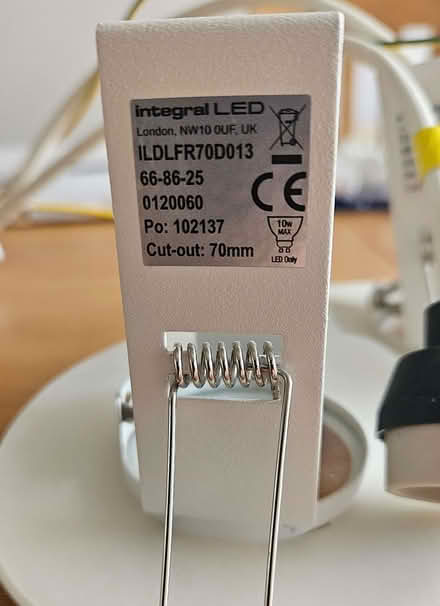 integral LED
London, NW10 0UF, UK
ILDLFR70D013
66-86-25
0120060
Po: 102137
Cut-out: 70mm
CE
10w
MAX
LED Only